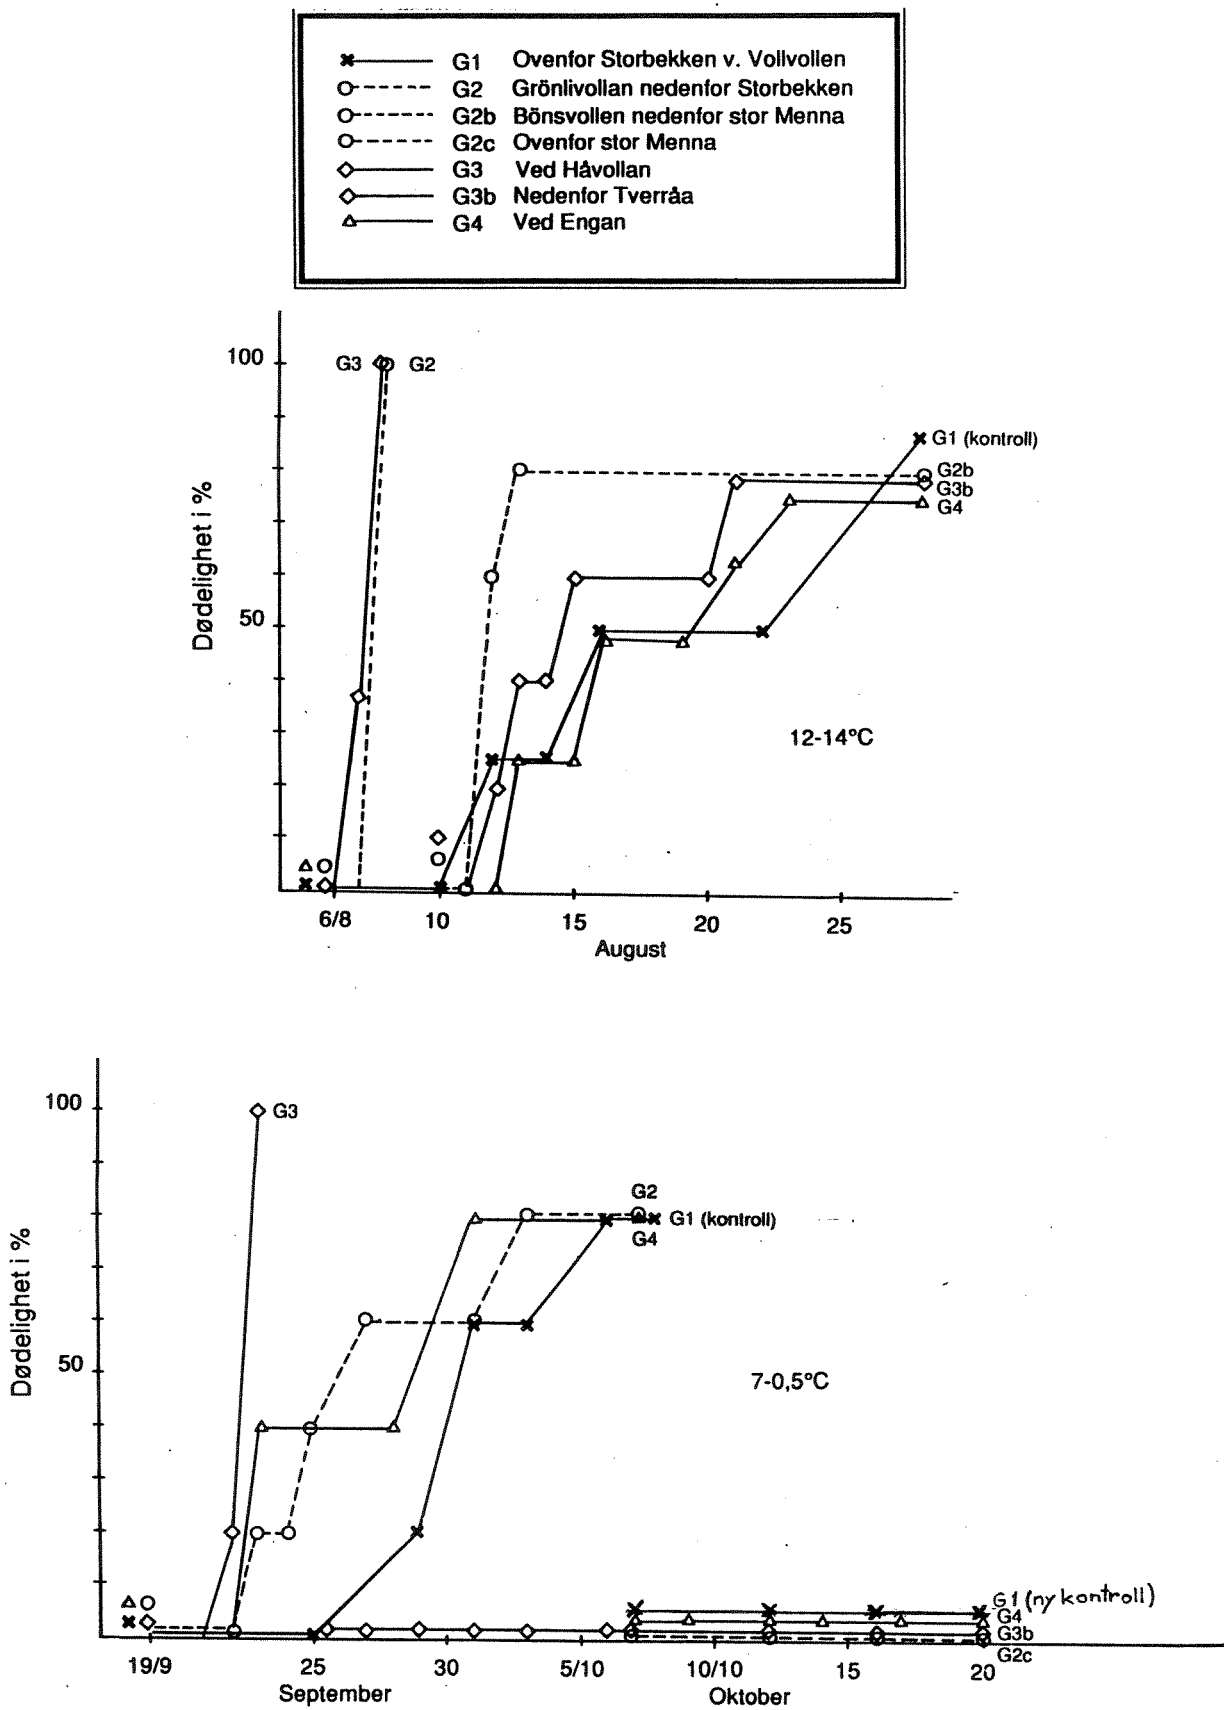 G1 Ovenfor Storbekken v. Vollvollen
G2 Grönlivollan nedenfor Storbekken
G2b Bönsvollen nedenfor stor Menna
G2c Ovenfor stor Menna
G3 Ved Håvollan
G3b Nedenfor Tverråa
G4 Ved Engan
100
G3 G2
G1 (kontroll)
G2b
G3b
G4
Dødelighet i %
50
12-14°C
6/8 10 15 20 25
August
100
G3
G2
G1 (kontroll)
G4
Dødelighet i %
50
7-0,5°C
G1 (ny kontroll)
G4
G3b
G2c
19/9 25 30 5/10 10/10 15 20
September Oktober